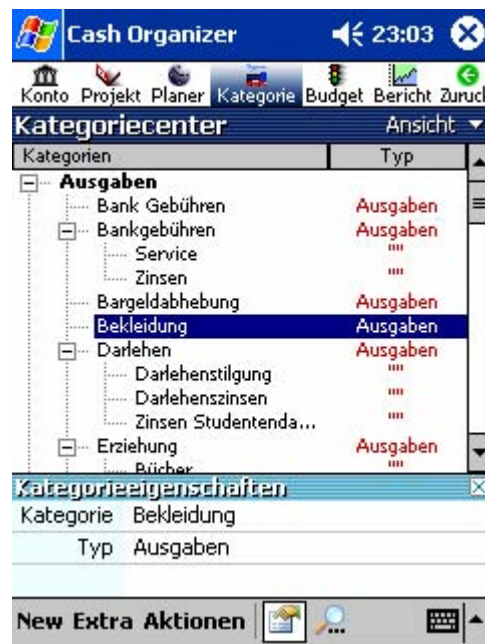 Cash Organizer 23:03
Konto Projekt Planer Kategorie Budget Bericht Zurück
Kategoriecenter Ansicht
Kategorien Typ
Ausgaben
Bank Gebühren Ausgaben
Bankgebühren Ausgaben
Service ""
Zinsen ""
Bargeldabhebung Ausgaben
Bekleidung Ausgaben
Darlehen Ausgaben
Darlehenstilgung ""
Darlehenszinsen ""
Zinsen Studentenda... ""
Erziehung Ausgaben
Bücher ""
Kategorieeigenschaften
Kategorie Bekleidung
Typ Ausgaben
New Extra Aktionen